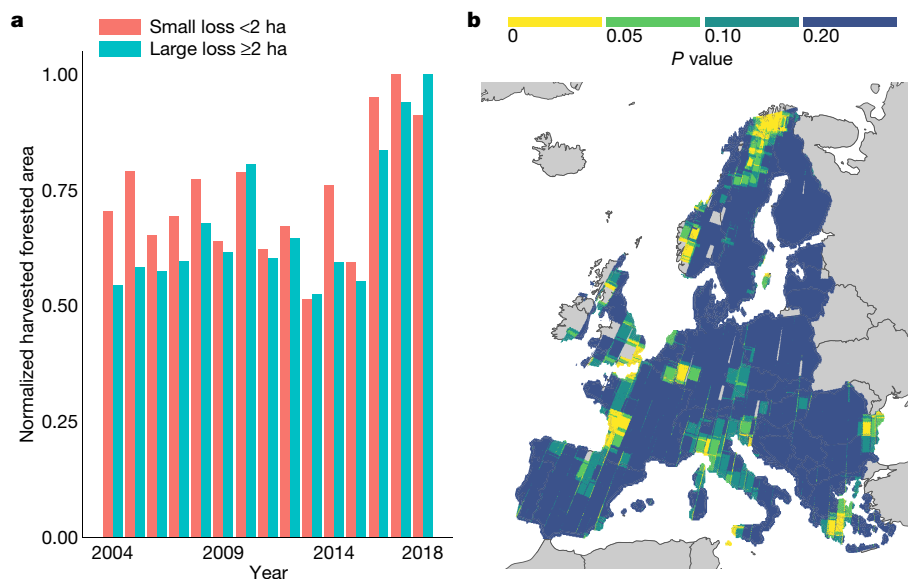 a
Small loss <2 ha
Large loss ≥2 ha
Normalized harvested forested area
1.00
0.75
0.50
0.25
0.00
2004 2009 2014 2018
Year
b
0 0.05 0.10 0.20
P value